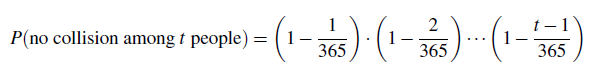 P(no collision among t people) = (1 − 1/365) · (1 − 2/365) ··· (1 − t − 1/365)